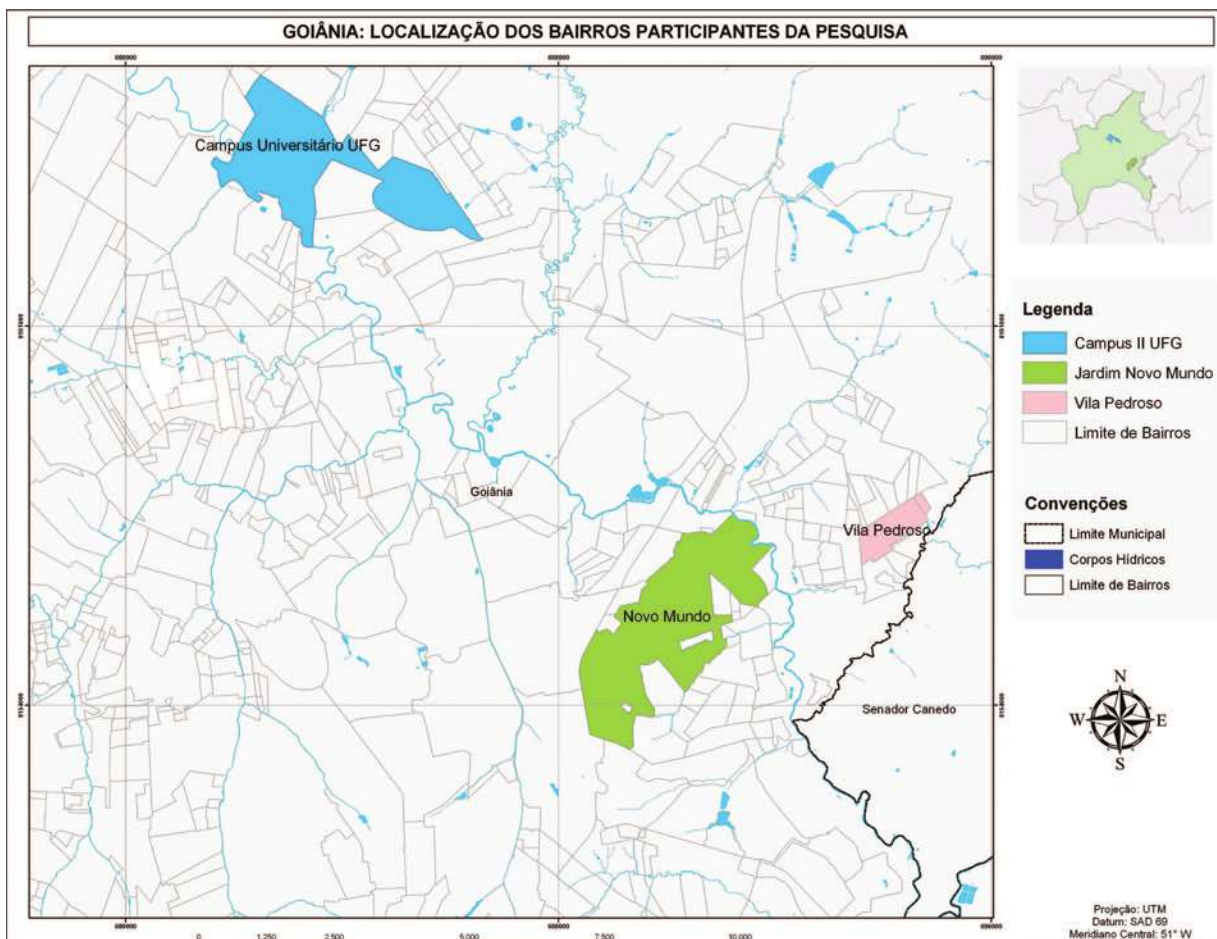 GOIÂNIA: LOCALIZAÇÃO DOS BAIRROS PARTICIPANTES DA PESQUISA
Campus Universitário UFG
Goiânia
Vila Pedroso
Novo Mundo
Senador Canedo
Legenda
Campus II UFG
Jardim Novo Mundo
Vila Pedroso
Limite de Bairros
Convenções
Limite Municipal
Corpos Hídricos
Limite de Bairros
N
W E
S
Projeção: UTM
Datum: SAD 69
Meridiano Central: 51° W
0 1.250 2.500 5.000 7.500 10.000